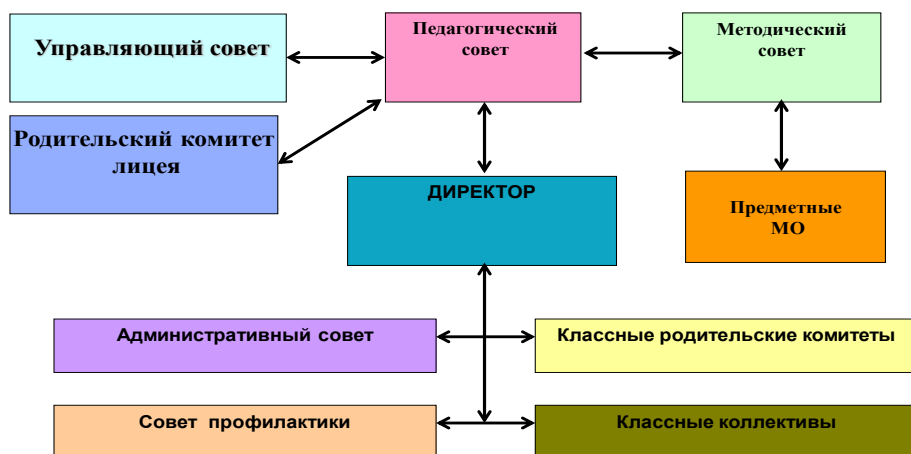 Управляющий совет
Педагогический
совет
Методический
совет
Родительский комитет
лицея
ДИРЕКТОР
Предметные
МО
Административный совет
Классные родительские комитеты
Совет профилактики
Классные коллективы